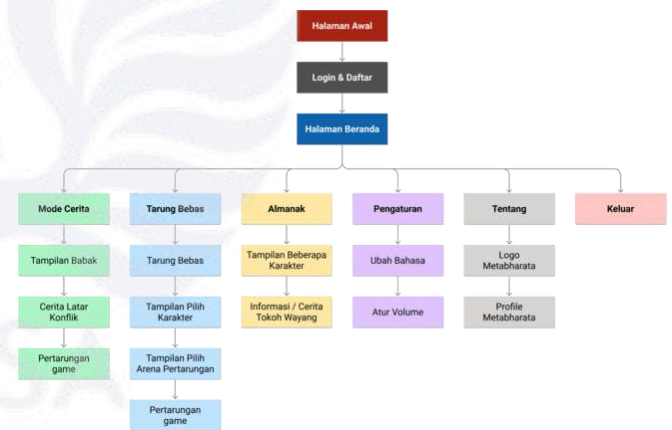 Halaman Awal
Login & Daftar
Halaman Beranda
Mode Cerita
Tarung Bebas
Almanak
Pengaturan
Tentang
Keluar
Tampilan Babak
Tarung Bebas
Tampilan Beberapa
Karakter
Ubah Bahasa
Logo
Metabharata
Cerita Latar
Konflik
Tampilan Pilih
Karakter
Informasi / Cerita
Tokoh Wayang
Atur Volume
Profile
Metabharata
Pertarungan
game
Tampilan Pilih
Arena Pertarungan
Pertarungan
game